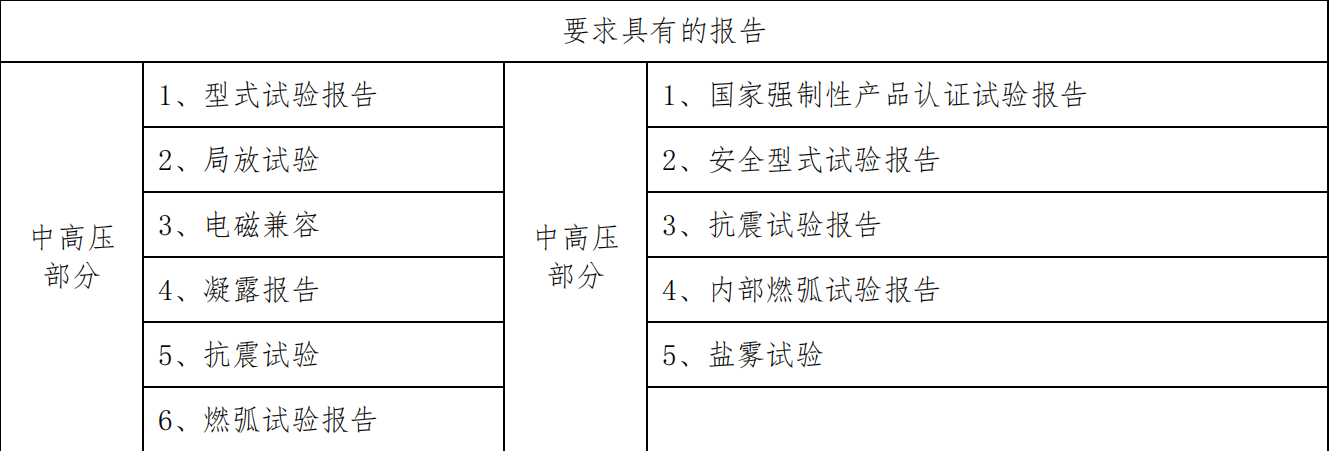 要求具有的报告
中高压
部分
1、型式试验报告
2、局放试验
3、电磁兼容
4、凝露报告
5、抗震试验
6、燃弧试验报告
中高压
部分
1、国家强制性产品认证试验报告
2、安全型式试验报告
3、抗震试验报告
4、内部燃弧试验报告
5、盐雾试验